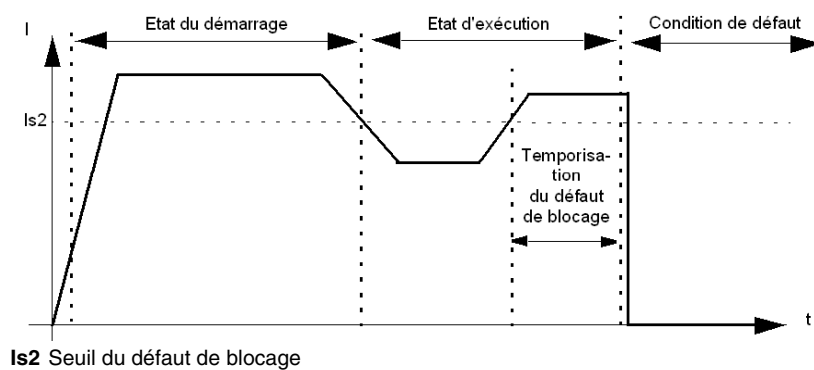 I
Etat du démarrage
Etat d'exécution
Condition de défaut
Is2
Temporisa-
tion
du défaut
de blocage
t
Is2 Seuil du défaut de blocage